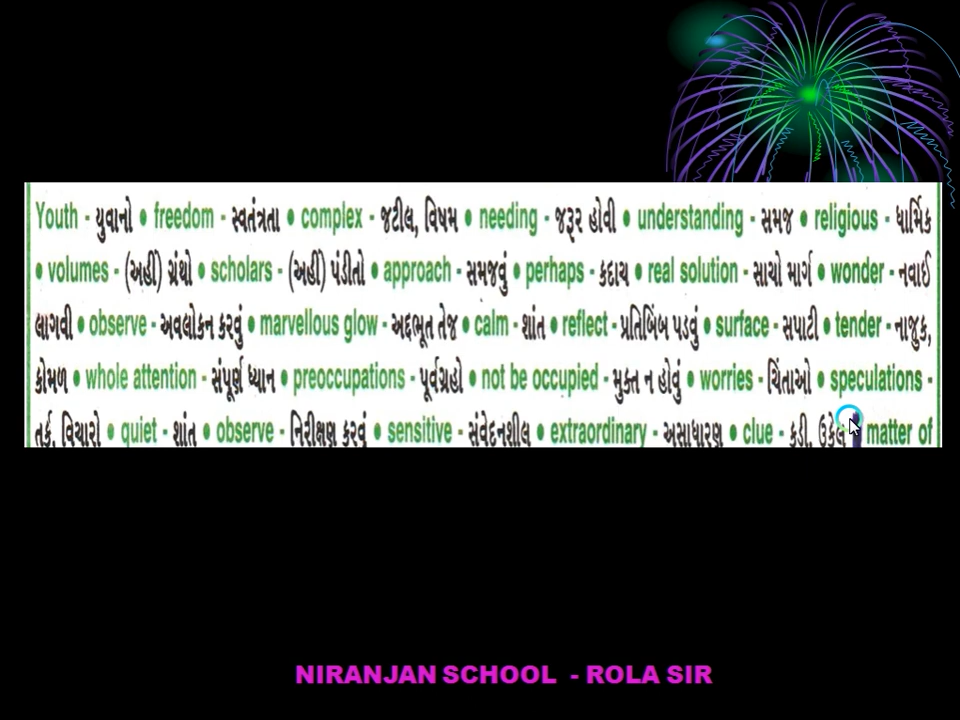 Youth - યુવાનો • freedom - સ્વતંત્રતા • complex - જટીલ, વિષમ • needing - જરૂર હોવી • understanding - સમજ • religious - ધાર્મિક
• volumes - (અહીં) ગ્રંથો • scholars - (અહીં) પંડીતો • approach - સમજવું • perhaps - કદાચ • real solution - સાચો માર્ગ • wonder - નવાઈ
લાગવી • observe - અવલોકન કરવું • marvellous glow - અદ્દભૂત તેજ • calm - શાંત • reflect - પ્રતિબિંબ પડવું • surface - સપાટી • tender - નાજુક,
કોમળ • whole attention - સંપૂર્ણ ધ્યાન • preoccupations - પૂર્વગ્રહો • not be occupied - મુક્ત ન હોવું • worries - ચિંતાઓ • speculations -
તર્ક, વિચારો • quiet - શાંત • observe - નિરીક્ષણ કરવું • sensitive - સંવેદનશીલ • extraordinary - અસાધારણ • clue - કડી, ઉકેલ matter of
NIRANJAN SCHOOL - ROLA SIR